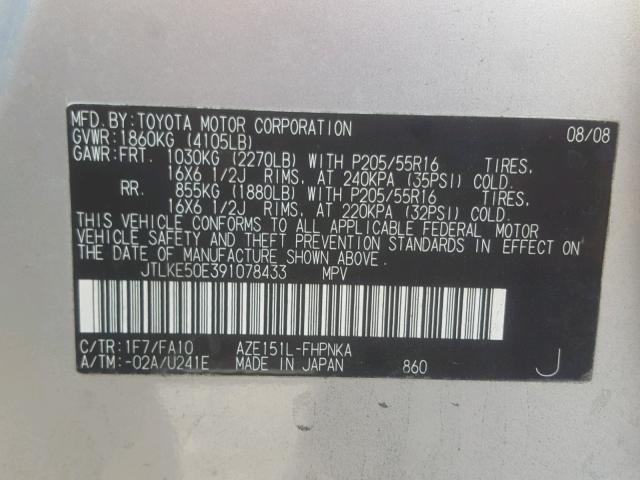 MFD.BY:TOYOTA MOTOR CORPORATION 08/08
GVWR:1860KG (4105LB)
GAWR:FRT. 1030KG (2270LB) WITH P205/55R16 TIRES,
16X6 1/2J RIMS, AT 240KPA (35PSI) COLD.
RR. 855KG (1880LB) WITH P205/55R16 TIRES,
16X6 1/2J RIMS, AT 220KPA (32PSI) COLD.
THIS VEHICLE CONFORMS TO ALL APPLICABLE FEDERAL MOTOR
VEHICLE SAFETY AND THEFT PREVENTION STANDARDS IN EFFECT ON
THE DATE OF MANUFACTURE SHOWN ABOVE.
JTLKE50E391078433 MPV
C/TR:1F7/FA10 AZE151L-FHPNKA
A/TM:-02A/U241E MADE IN JAPAN 860 J